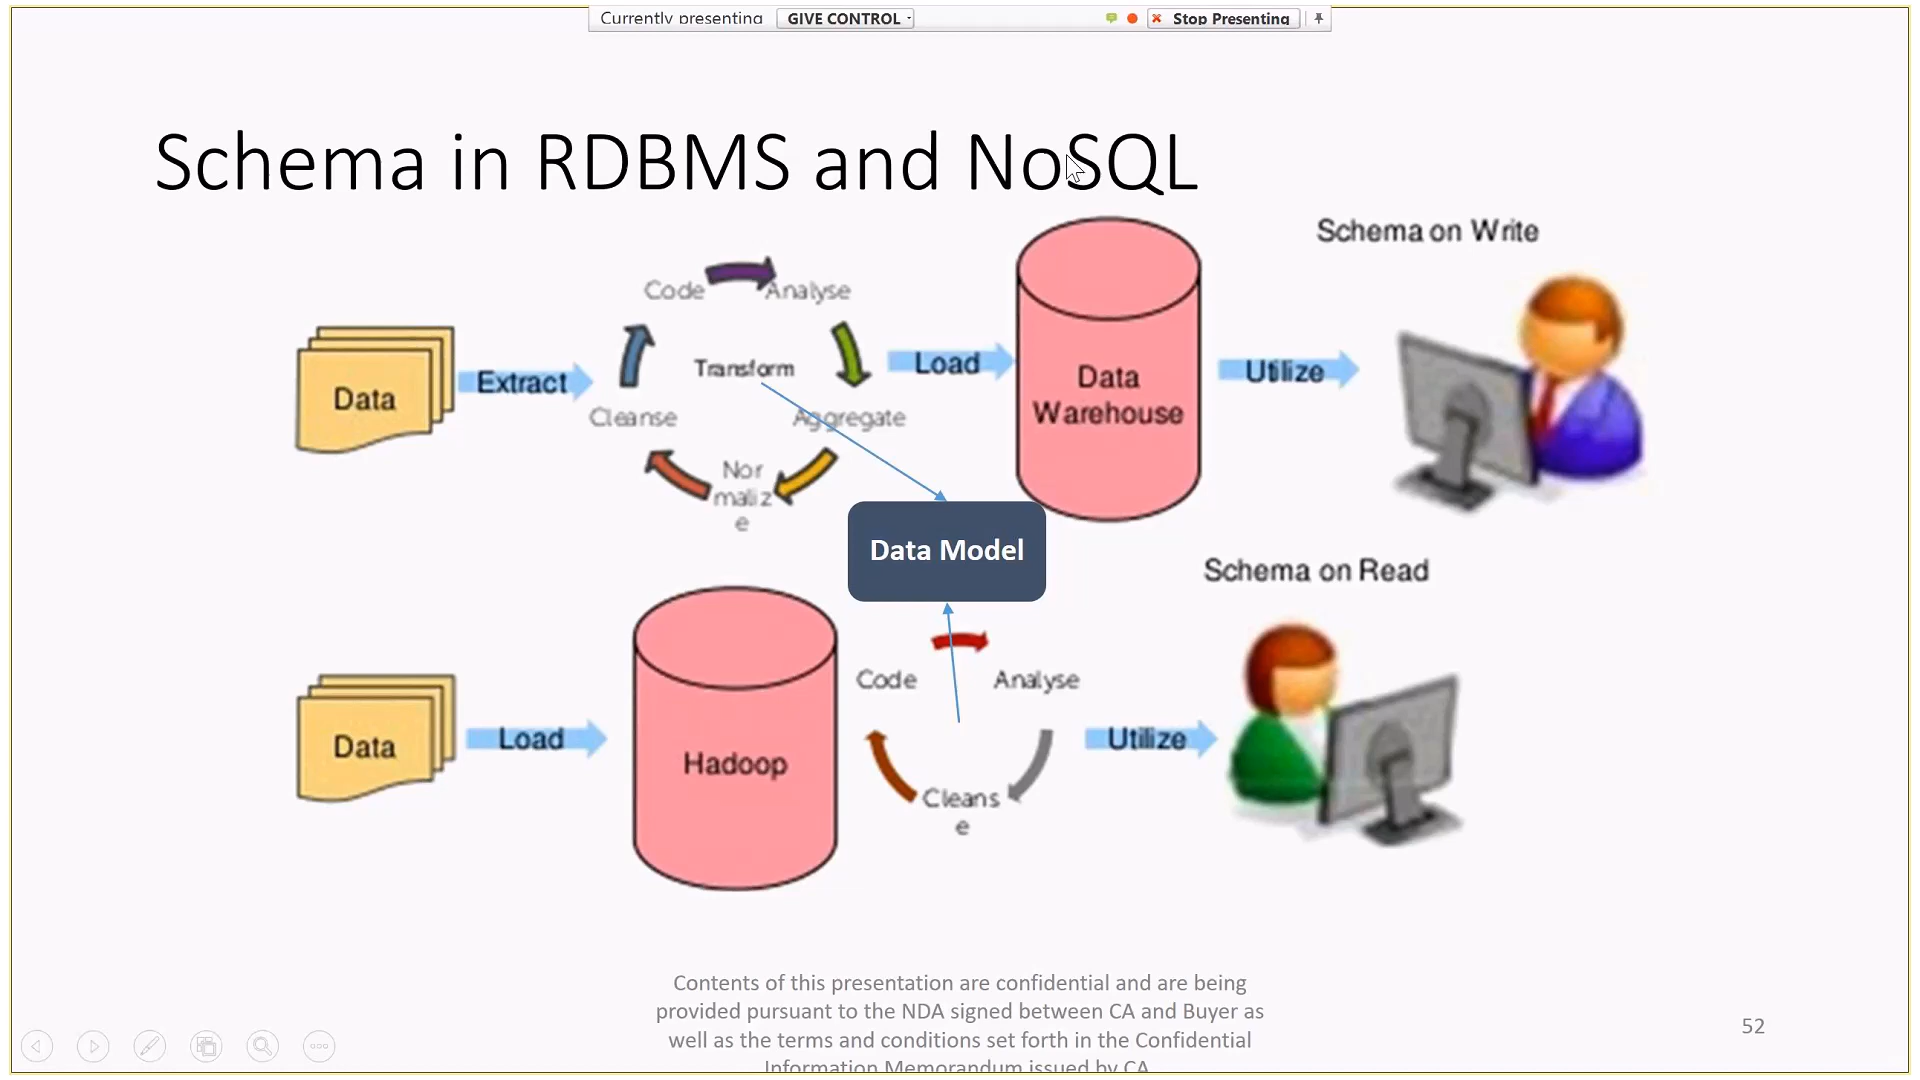 Currently presenting GIVE CONTROL Stop Presenting
Schema in RDBMS and NoSQL
Schema on Write
Code
Analyse
Data
Extract
Transform
Load
Data
Warehouse
Utilize
Cleanse
Aggregate
Nor
maliz
e
Data Model
Schema on Read
Data
Load
Hadoop
Code
Analyse
Cleans
e
Utilize
Contents of this presentation are confidential and are being
provided pursuant to the NDA signed between CA and Buyer as
well as the terms and conditions set forth in the Confidential
Information Memorandum issued by CA
52